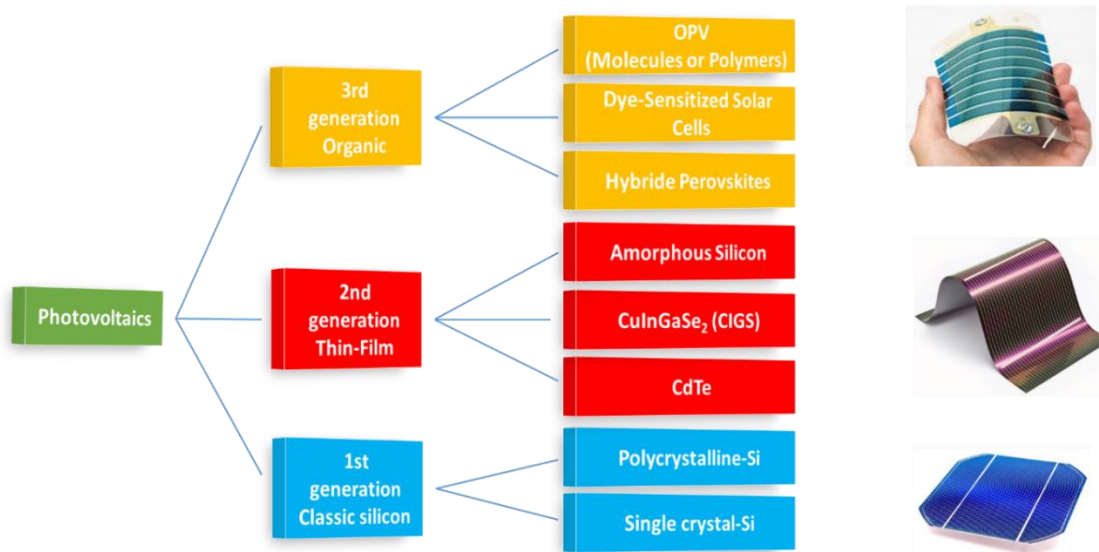 Photovoltaics
3rd
generation
Organic
OPV
(Molecules or Polymers)
Dye-Sensitized Solar
Cells
Hybride Perovskites
2nd
generation
Thin-Film
Amorphous Silicon
CuInGaSe₂ (CIGS)
CdTe
1st
generation
Classic silicon
Polycrystalline-Si
Single crystal-Si